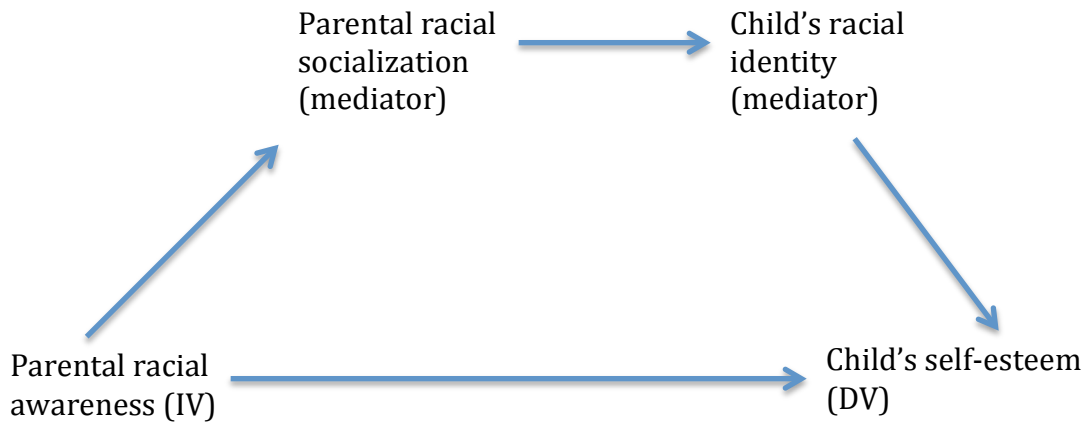 Parental racial
socialization
(mediator)
Child’s racial
identity
(mediator)
Parental racial
awareness (IV)
Child’s self-esteem
(DV)